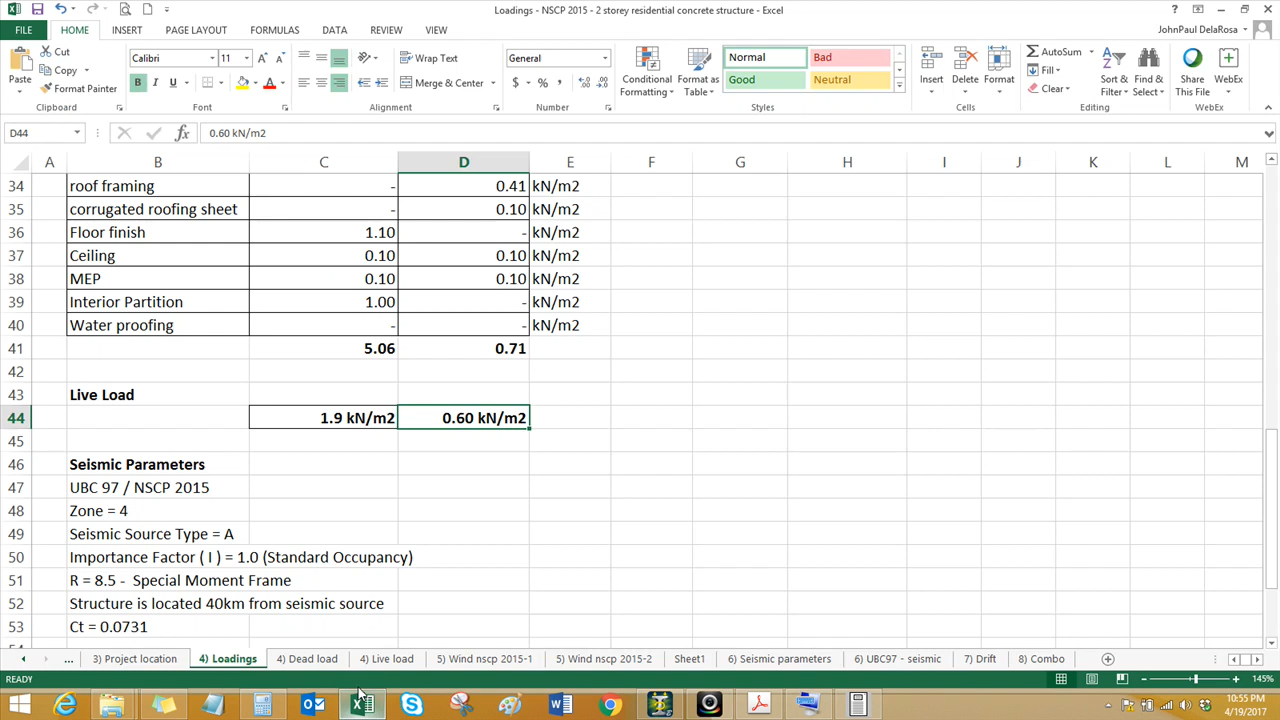 Loadings - NSCP 2015 - 2 storey residential concrete structure - Excel
FILE HOME INSERT PAGE LAYOUT FORMULAS DATA REVIEW VIEW JohnPaul DelaRosa
Paste Cut Copy Format Painter Clipboard
Calibri 11 B I U A Font
Wrap Text Merge & Center Alignment
General $ % , Number
Conditional Formatting Format as Table Normal Bad Good Neutral Styles
Insert Delete Format Cells
AutoSum Fill Clear Sort & Filter Find & Select Editing
Share This File WebEx WebEx
D44 fx 0.60 kN/m2
A B C D E F G H I J K L M
34 roof framing - 0.41 kN/m2
35 corrugated roofing sheet - 0.10 kN/m2
36 Floor finish 1.10 - kN/m2
37 Ceiling 0.10 0.10 kN/m2
38 MEP 0.10 0.10 kN/m2
39 Interior Partition 1.00 - kN/m2
40 Water proofing - - kN/m2
41 5.06 0.71
42
43 Live Load
44 1.9 kN/m2 0.60 kN/m2
45
46 Seismic Parameters
47 UBC 97 / NSCP 2015
48 Zone = 4
49 Seismic Source Type = A
50 Importance Factor ( I ) = 1.0 (Standard Occupancy)
51 R = 8.5 - Special Moment Frame
52 Structure is located 40km from seismic source
53 Ct = 0.0731
... 3) Project location 4) Loadings 4) Dead load 4) Live load 5) Wind nscp 2015-1 5) Wind nscp 2015-2 Sheet1 6) Seismic parameters 6) UBC97 - seismic 7) Drift 8) Combo
READY 145%
10:55 PM
4/19/2017